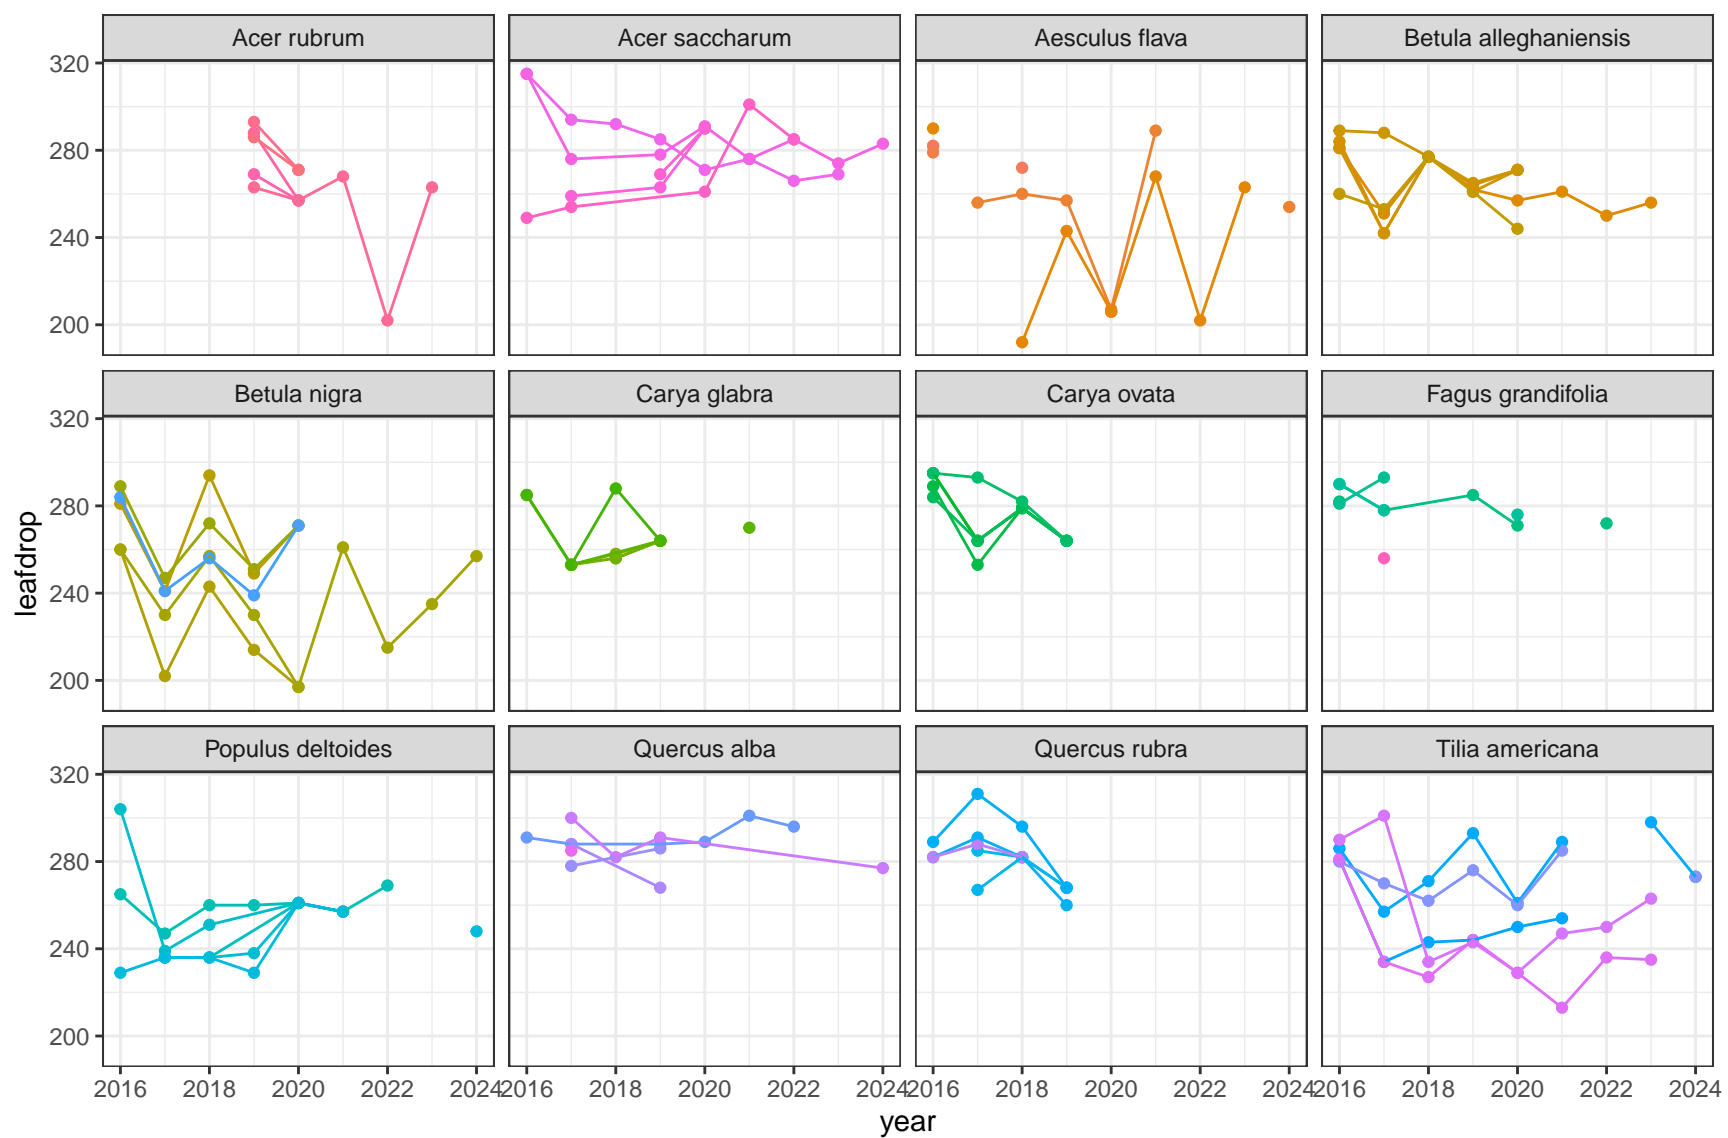 Acer rubrum Acer saccharum Aesculus flava Betula alleghaniensis
320
280
240
200
Betula nigra Carya glabra Carya ovata Fagus grandifolia
320
280
240
200
leafdrop
Populus deltoides Quercus alba Quercus rubra Tilia americana
320
280
240
200
2016 2018 2020 2022 2024 2016 2018 2020 2022 2024 2016 2018 2020 2022 2024 2016 2018 2020 2022 2024
year